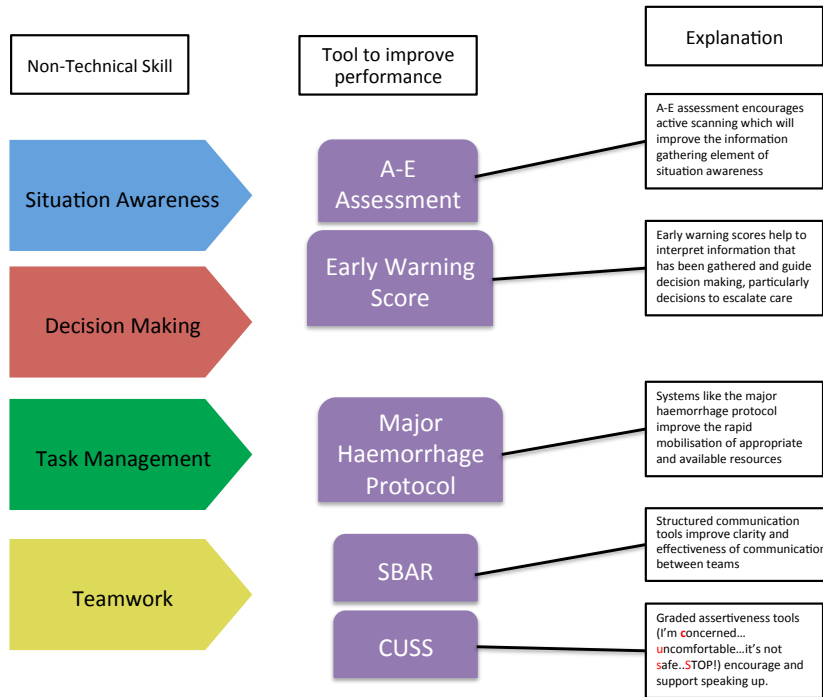 Non-Technical Skill
Tool to improve
performance
Explanation
Situation Awareness
A-E
Assessment
A-E assessment encourages
active scanning which will
improve the information
gathering element of
situation awareness
Early Warning
Score
Early warning scores help to
interpret information that
has been gathered and guide
decision making, particularly
decisions to escalate care
Decision Making
Task Management
Major
Haemorrhage
Protocol
Systems like the major
haemorrhage protocol
improve the rapid
mobilisation of appropriate
and available resources
Teamwork
SBAR
Structured communication
tools improve clarity and
effectiveness of communication
between teams
CUSS
Graded assertiveness tools
(I'm concerned…
uncomfortable…it's not
safe..STOP!) encourage and
support speaking up.